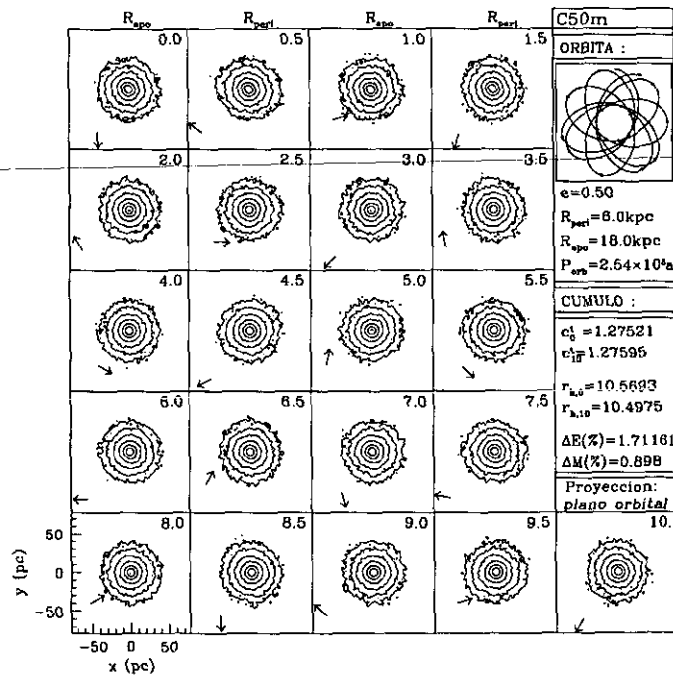 R_apo R_peri R_apo R_peri
C50m
0.0 0.5 1.0 1.5
ORBITA :
2.0 2.5 3.0 3.5
e=0.50
R_peri=6.0kpc
R_apo=18.0kpc
4.0 4.5 5.0 5.5
CUMULO :
=1.27521
=1.27595
r_h,0=10.5693
r_h,10=10.4975
6.0 6.5 7.0 7.5
ΔE(%)=1.71161
ΔM(%)=0.898
Proyeccion:
plano orbital
8.0 8.5 9.0 9.5 10.
50
0
-50
y (pc)
-50 0 50
x (pc)